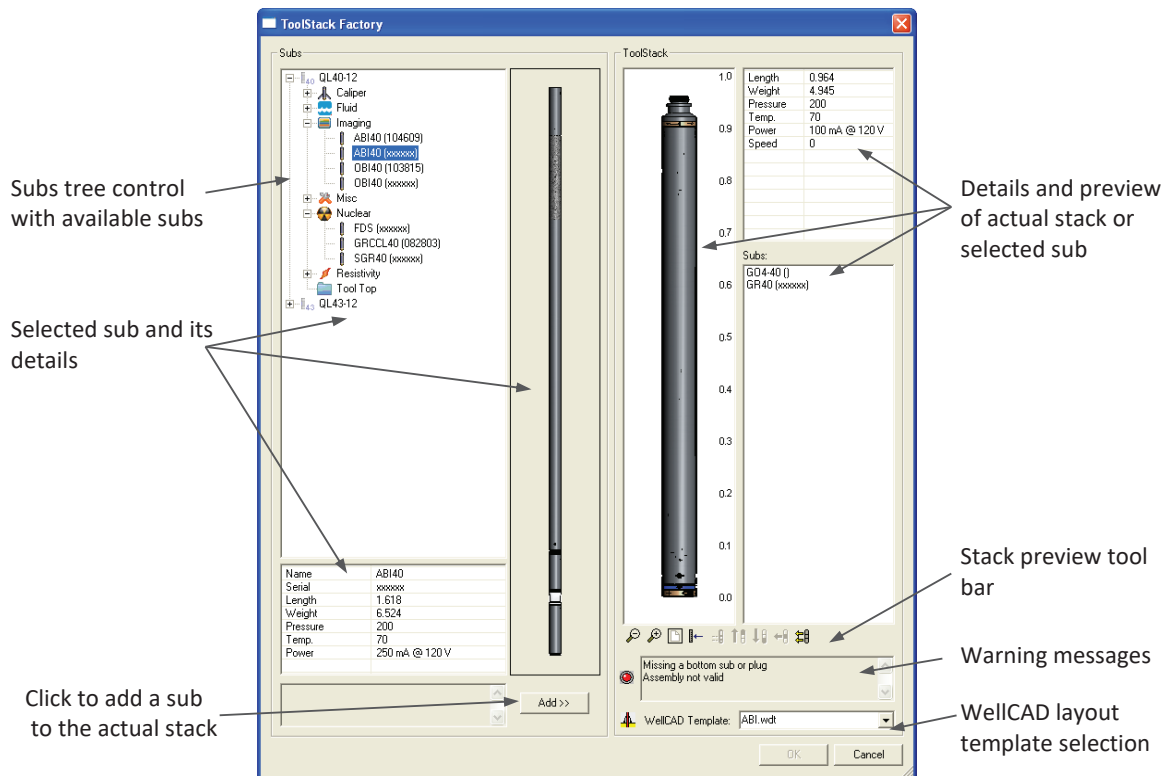 ToolStack Factory
Subs
40 QL40-12
Caliper
Fluid
Imaging
ABI40 (104609)
ABI40 (xxxxxx)
OBI40 (103815)
OBI40 (xxxxxx)
Misc
Nuclear
FDS (xxxxxx)
GRCCL40 (082803)
SGR40 (xxxxxx)
Resistivity
Tool Top
43 QL43-12
Name ABI40
Serial xxxxxx
Length 1.618
Weight 6.524
Pressure 200
Temp. 70
Power 250 mA @ 120 V
Add >>
ToolStack
1.0
0.9
0.8
0.7
0.6
0.5
0.4
0.3
0.2
0.1
0.0
Length 0.964
Weight 4.945
Pressure 200
Temp. 70
Power 100 mA @ 120 V
Speed 0
Subs:
GO4-40 ()
GR40 (xxxxxx)
Missing a bottom sub or plug
Assembly not valid
WellCAD Template: ABI.wdt
OK
Cancel
Subs tree control
with available subs
Selected sub and its
details
Click to add a sub
to the actual stack
Details and preview
of actual stack or
selected sub
Stack preview tool
bar
Warning messages
WellCAD layout
template selection